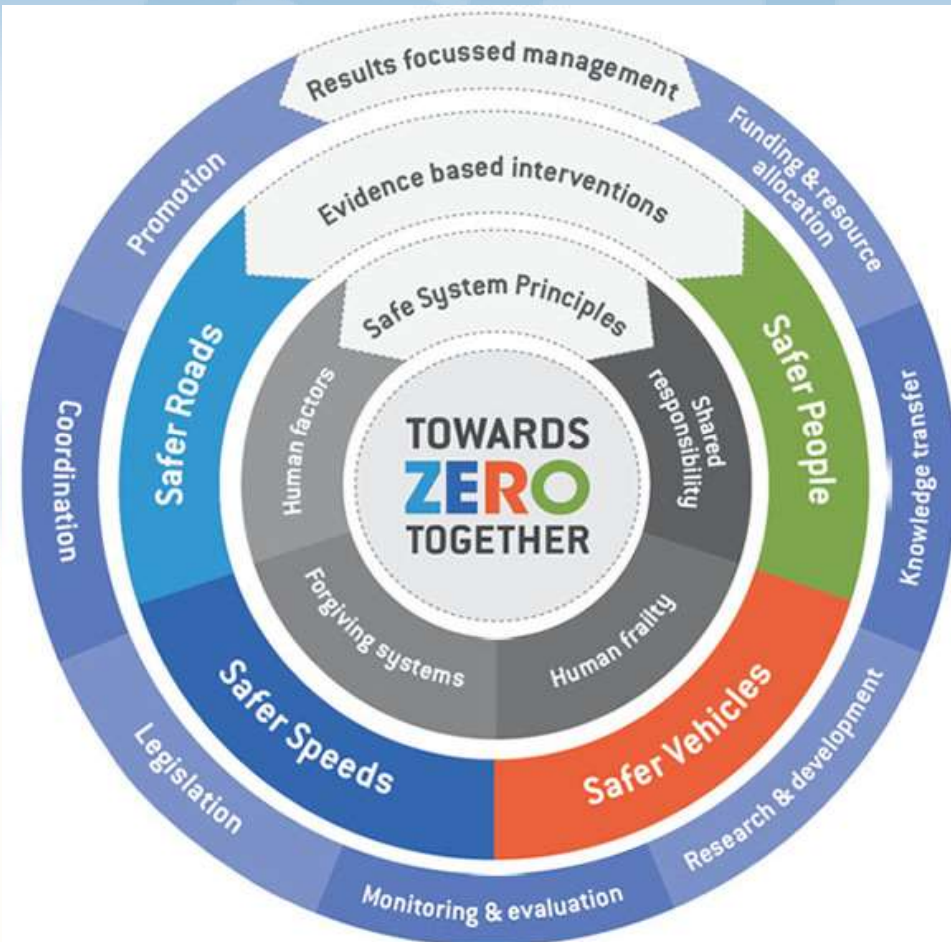 Results focussed management
Funding & resource
allocation
Knowledge transfer
Research & development
Monitoring & evaluation
Legislation
Coordination
Promotion
Evidence based interventions
Safer People
Safer Vehicles
Safer Speeds
Safer Roads
Safe System Principles
Shared
responsibility
Human frailty
Forgiving systems
Human factors
TOWARDS
ZERO
TOGETHER